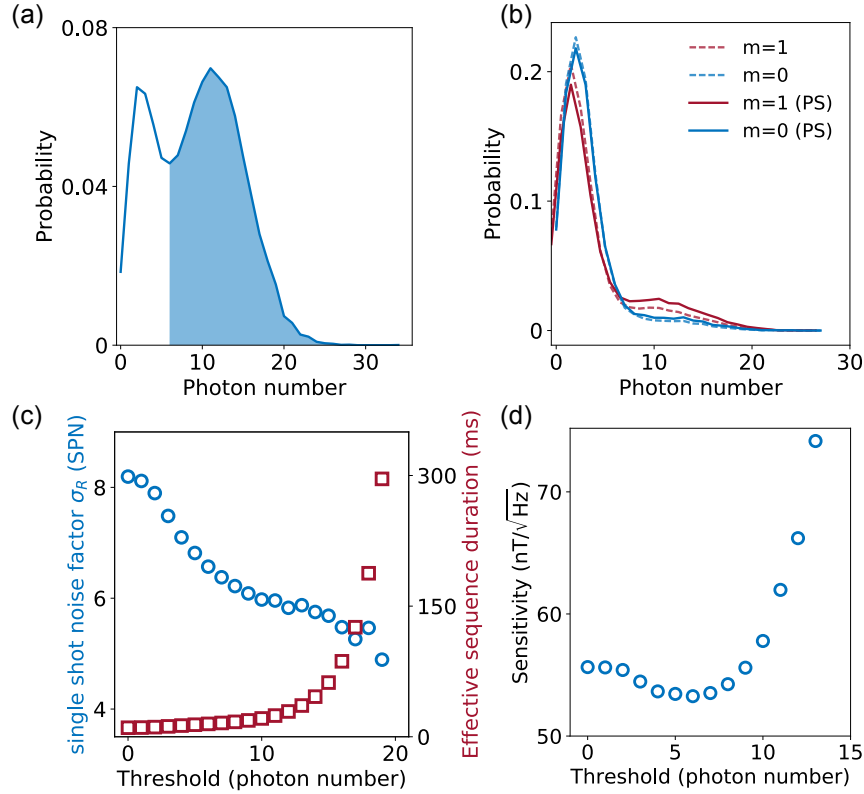 (a)
0.08
0.04
0
Probability
0 10 20 30
Photon number
(b)
0.2
0.1
0
Probability
m=1
m=0
m=1 (PS)
m=0 (PS)
0 10 20 30
Photon number
(c)
single shot noise factor σ_R (SPN)
8
6
4
300
150
0
Effective sequence duration (ms)
0 10 20
Threshold (photon number)
(d)
Sensitivity (nT/√Hz)
70
60
50
0 5 10 15
Threshold (photon number)